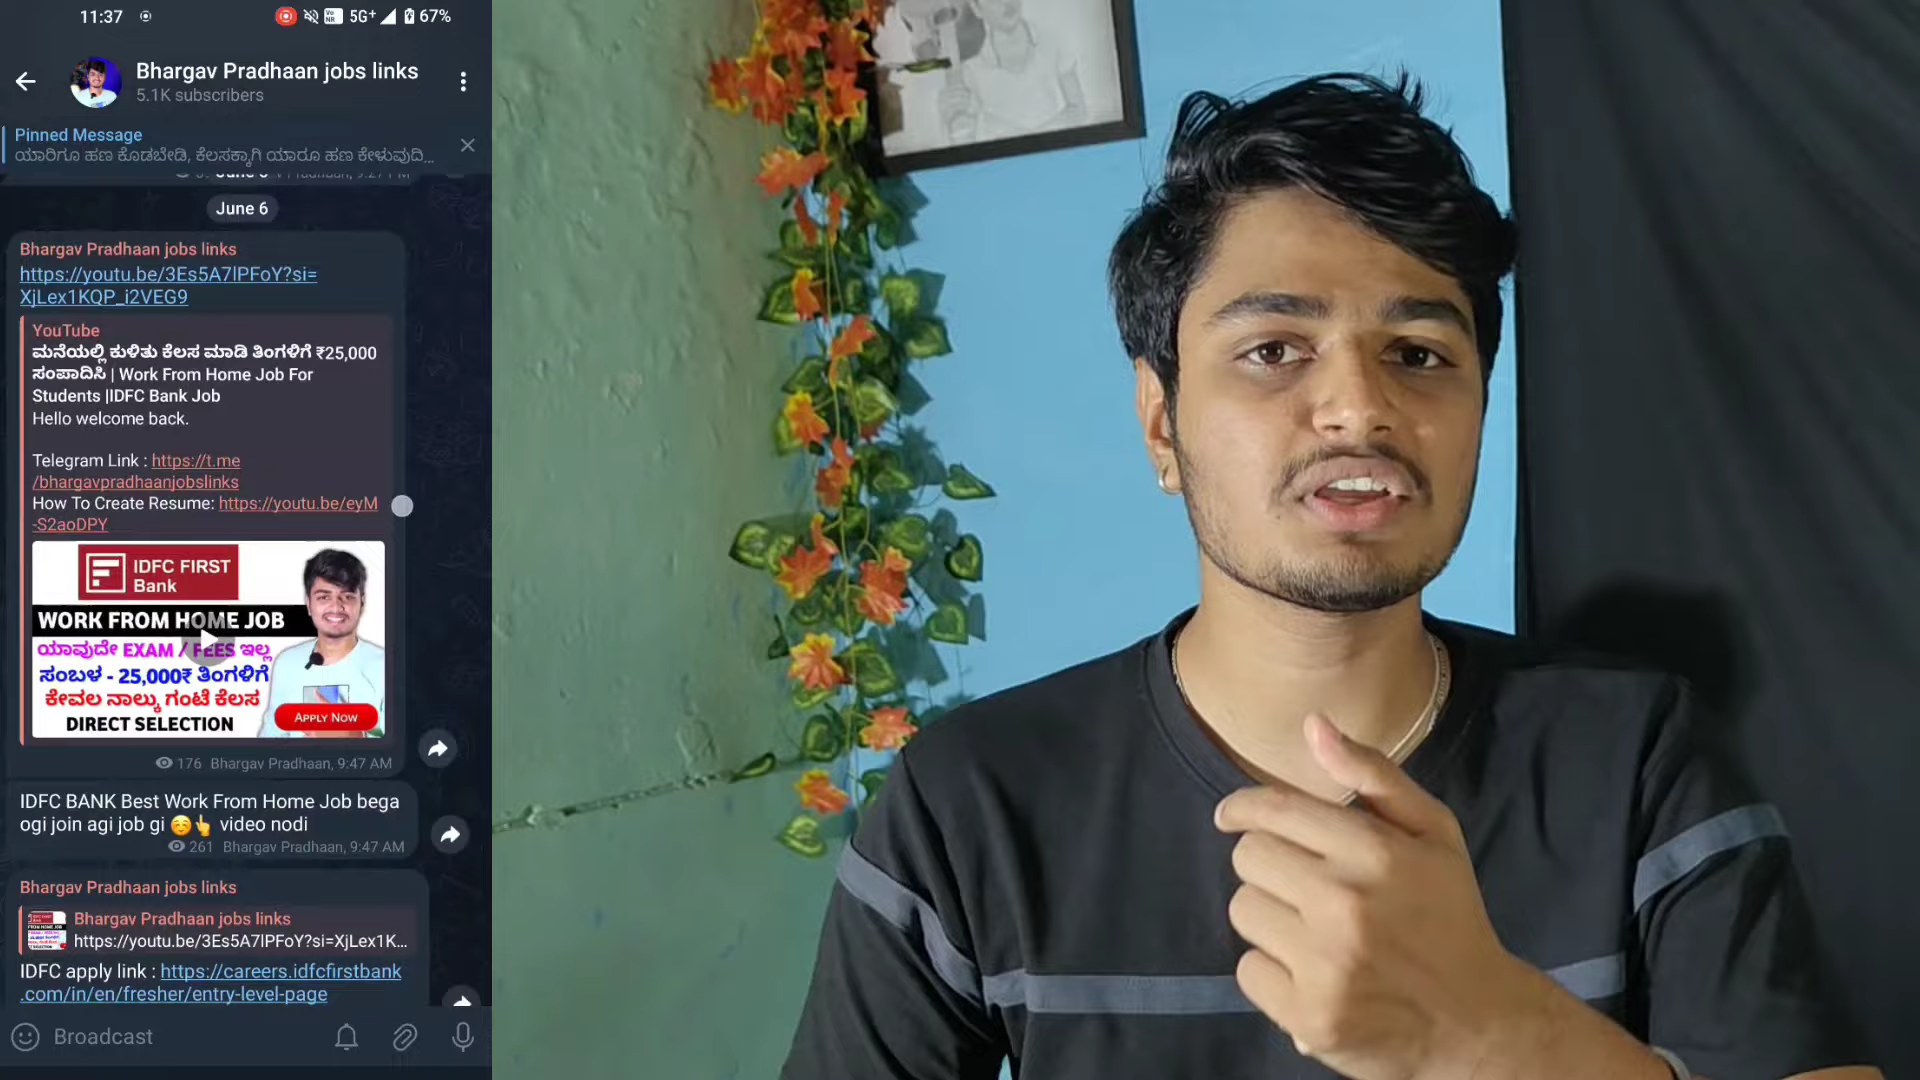 11:37
Vo NR
5G+
67%
Bhargav Pradhaan jobs links
5.1K subscribers
Pinned Message
ಯಾರಿಗೂ ಹಣ ಕೊಡಬೇಡಿ, ಕೆಲಸಕ್ಕಾಗಿ ಯಾರೂ ಹಣ ಕೇಳುವುದಿ...
June 6
Bhargav Pradhaan jobs links
https://youtu.be/3Es5A7lPFoY?si=
XjLex1KQP_i2VEG9
YouTube
ಮನೆಯಲ್ಲಿ ಕುಳಿತು ಕೆಲಸ ಮಾಡಿ ತಿಂಗಳಿಗೆ ₹25,000
ಸಂಪಾದಿಸಿ | Work From Home Job For
Students |IDFC Bank Job
Hello welcome back.
Telegram Link : https://t.me
/bhargavpradhaanjobslinks
How To Create Resume: https://youtu.be/eyM
-S2aoDPY
IDFC FIRST
Bank
WORK FROM HOME JOB
ಯಾವುದೇ EXAM / FEES ಇಲ್ಲ
ಸಂಬಳ - 25,000₹ ತಿಂಗಳಿಗೆ
ಕೇವಲ ನಾಲ್ಕು ಗಂಟೆ ಕೆಲಸ
DIRECT SELECTION
APPLY NOW
176 Bhargav Pradhaan, 9:47 AM
IDFC BANK Best Work From Home Job bega
ogi join agi job gi ☺️👆 video nodi
261 Bhargav Pradhaan, 9:47 AM
Bhargav Pradhaan jobs links
Bhargav Pradhaan jobs links
https://youtu.be/3Es5A7lPFoY?si=XjLex1K...
IDFC apply link : https://careers.idfcfirstbank
.com/in/en/fresher/entry-level-page
Broadcast